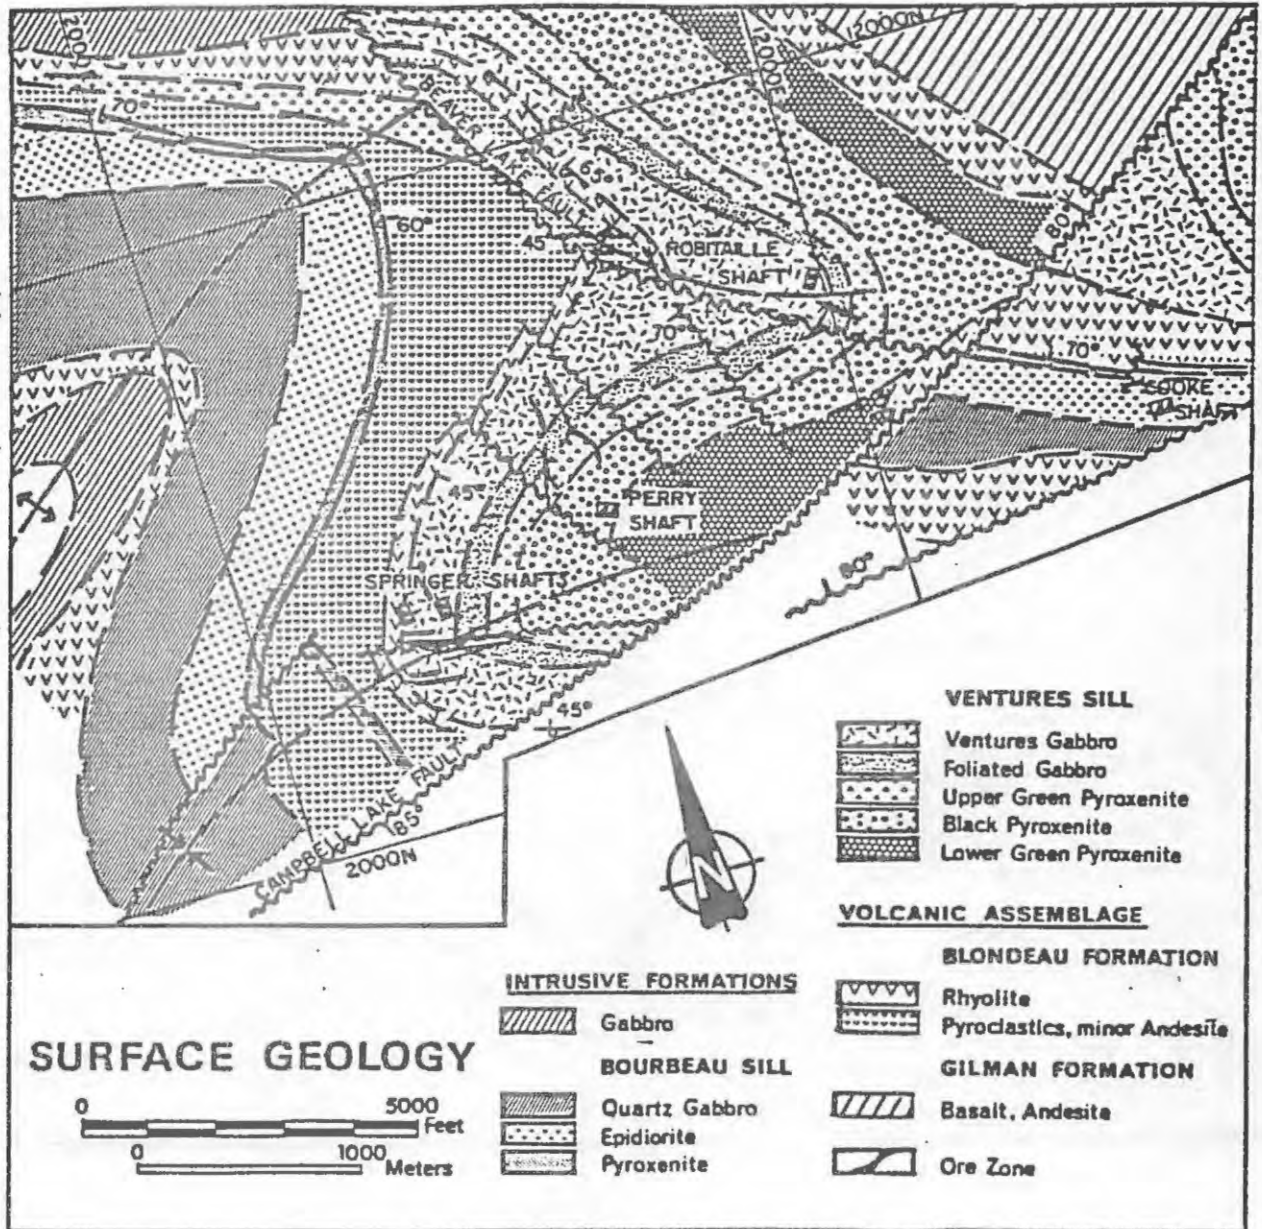 2000
2000E
12000N
BEAVER LAKE FAULT
70°
65°
60°
45°
80°
ROBITAILLE
SHAFT
70°
70°
COOKE
SHAFT
45°
PERRY
SHAFT
SPRINGER SHAFTS
80°
45°
CAMPBELL LAKE FAULT
85°
2000N
N
VENTURES SILL
Ventures Gabbro
Foliated Gabbro
Upper Green Pyroxenite
Black Pyroxenite
Lower Green Pyroxenite
VOLCANIC ASSEMBLAGE
BLONDEAU FORMATION
Rhyolite
Pyroclastics, minor Andesite
GILMAN FORMATION
Basalt, Andesite
Ore Zone
INTRUSIVE FORMATIONS
Gabbro
BOURBEAU SILL
Quartz Gabbro
Epidiorite
Pyroxenite
SURFACE GEOLOGY
0 5000
Feet
0 1000
Meters